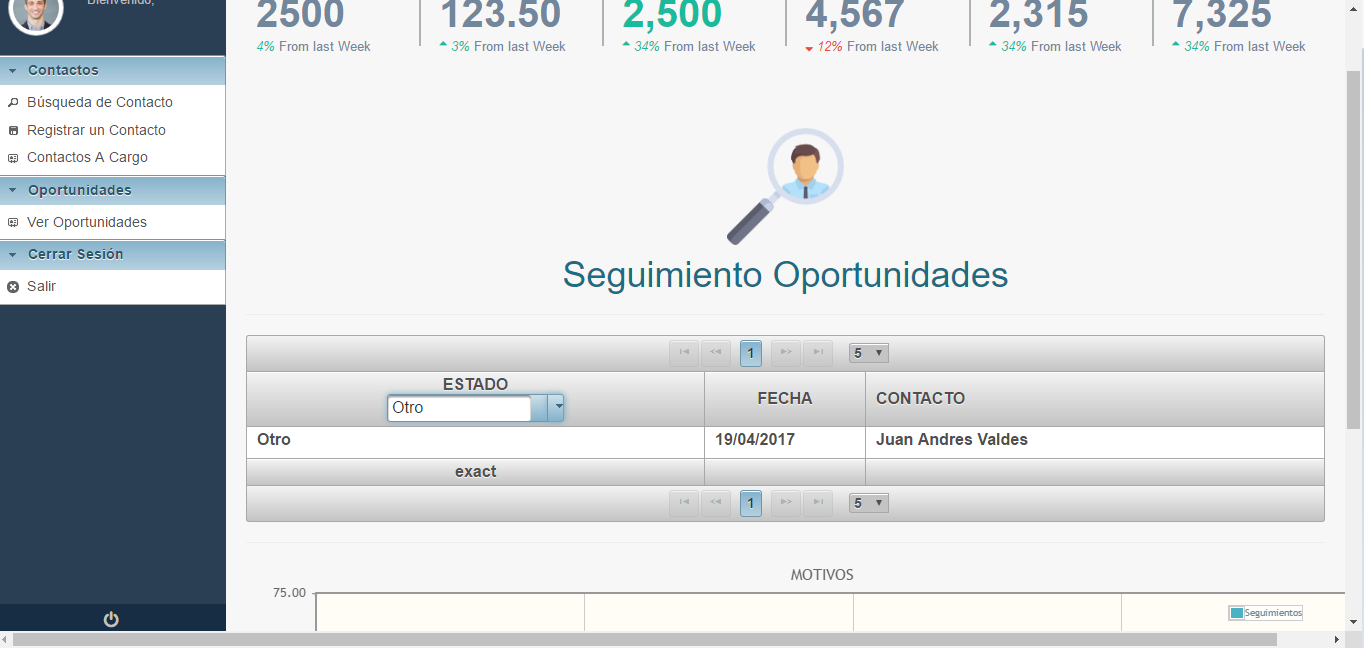 Bienvenido,
2500 123.50 2,500 4,567 2,315 7,325
4% From last Week 3% From last Week 34% From last Week 12% From last Week 34% From last Week 34% From last Week
Contactos
Búsqueda de Contacto
Registrar un Contacto
Contactos A Cargo
Oportunidades
Ver Oportunidades
Cerrar Sesión
Salir
Seguimiento Oportunidades
1 5
ESTADO FECHA CONTACTO
Otro
Otro 19/04/2017 Juan Andres Valdes
exact
1 5
MOTIVOS
75.00
Seguimientos